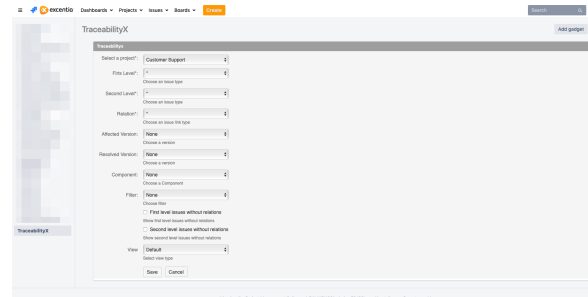 excentia Dashboards Projects Issues Boards Create Search
TraceabilityX Add gadget
Traceabilityx
Select a project*: Customer Support
Firts Level*: *
Choose an issue type
Second Level*: *
Choose an issue type
Relation*: *
Choose an issue link type
Affected Version: None
Choose a version
Resolved Version: None
Choose a version
Component: None
Choose a Component
Filter: None
Choose filter
First level issues without relations
Show first level issues without relations
Second level issues without relations
Show second level issues without relations
TraceabilityX
View Default
Select view type
Save Cancel